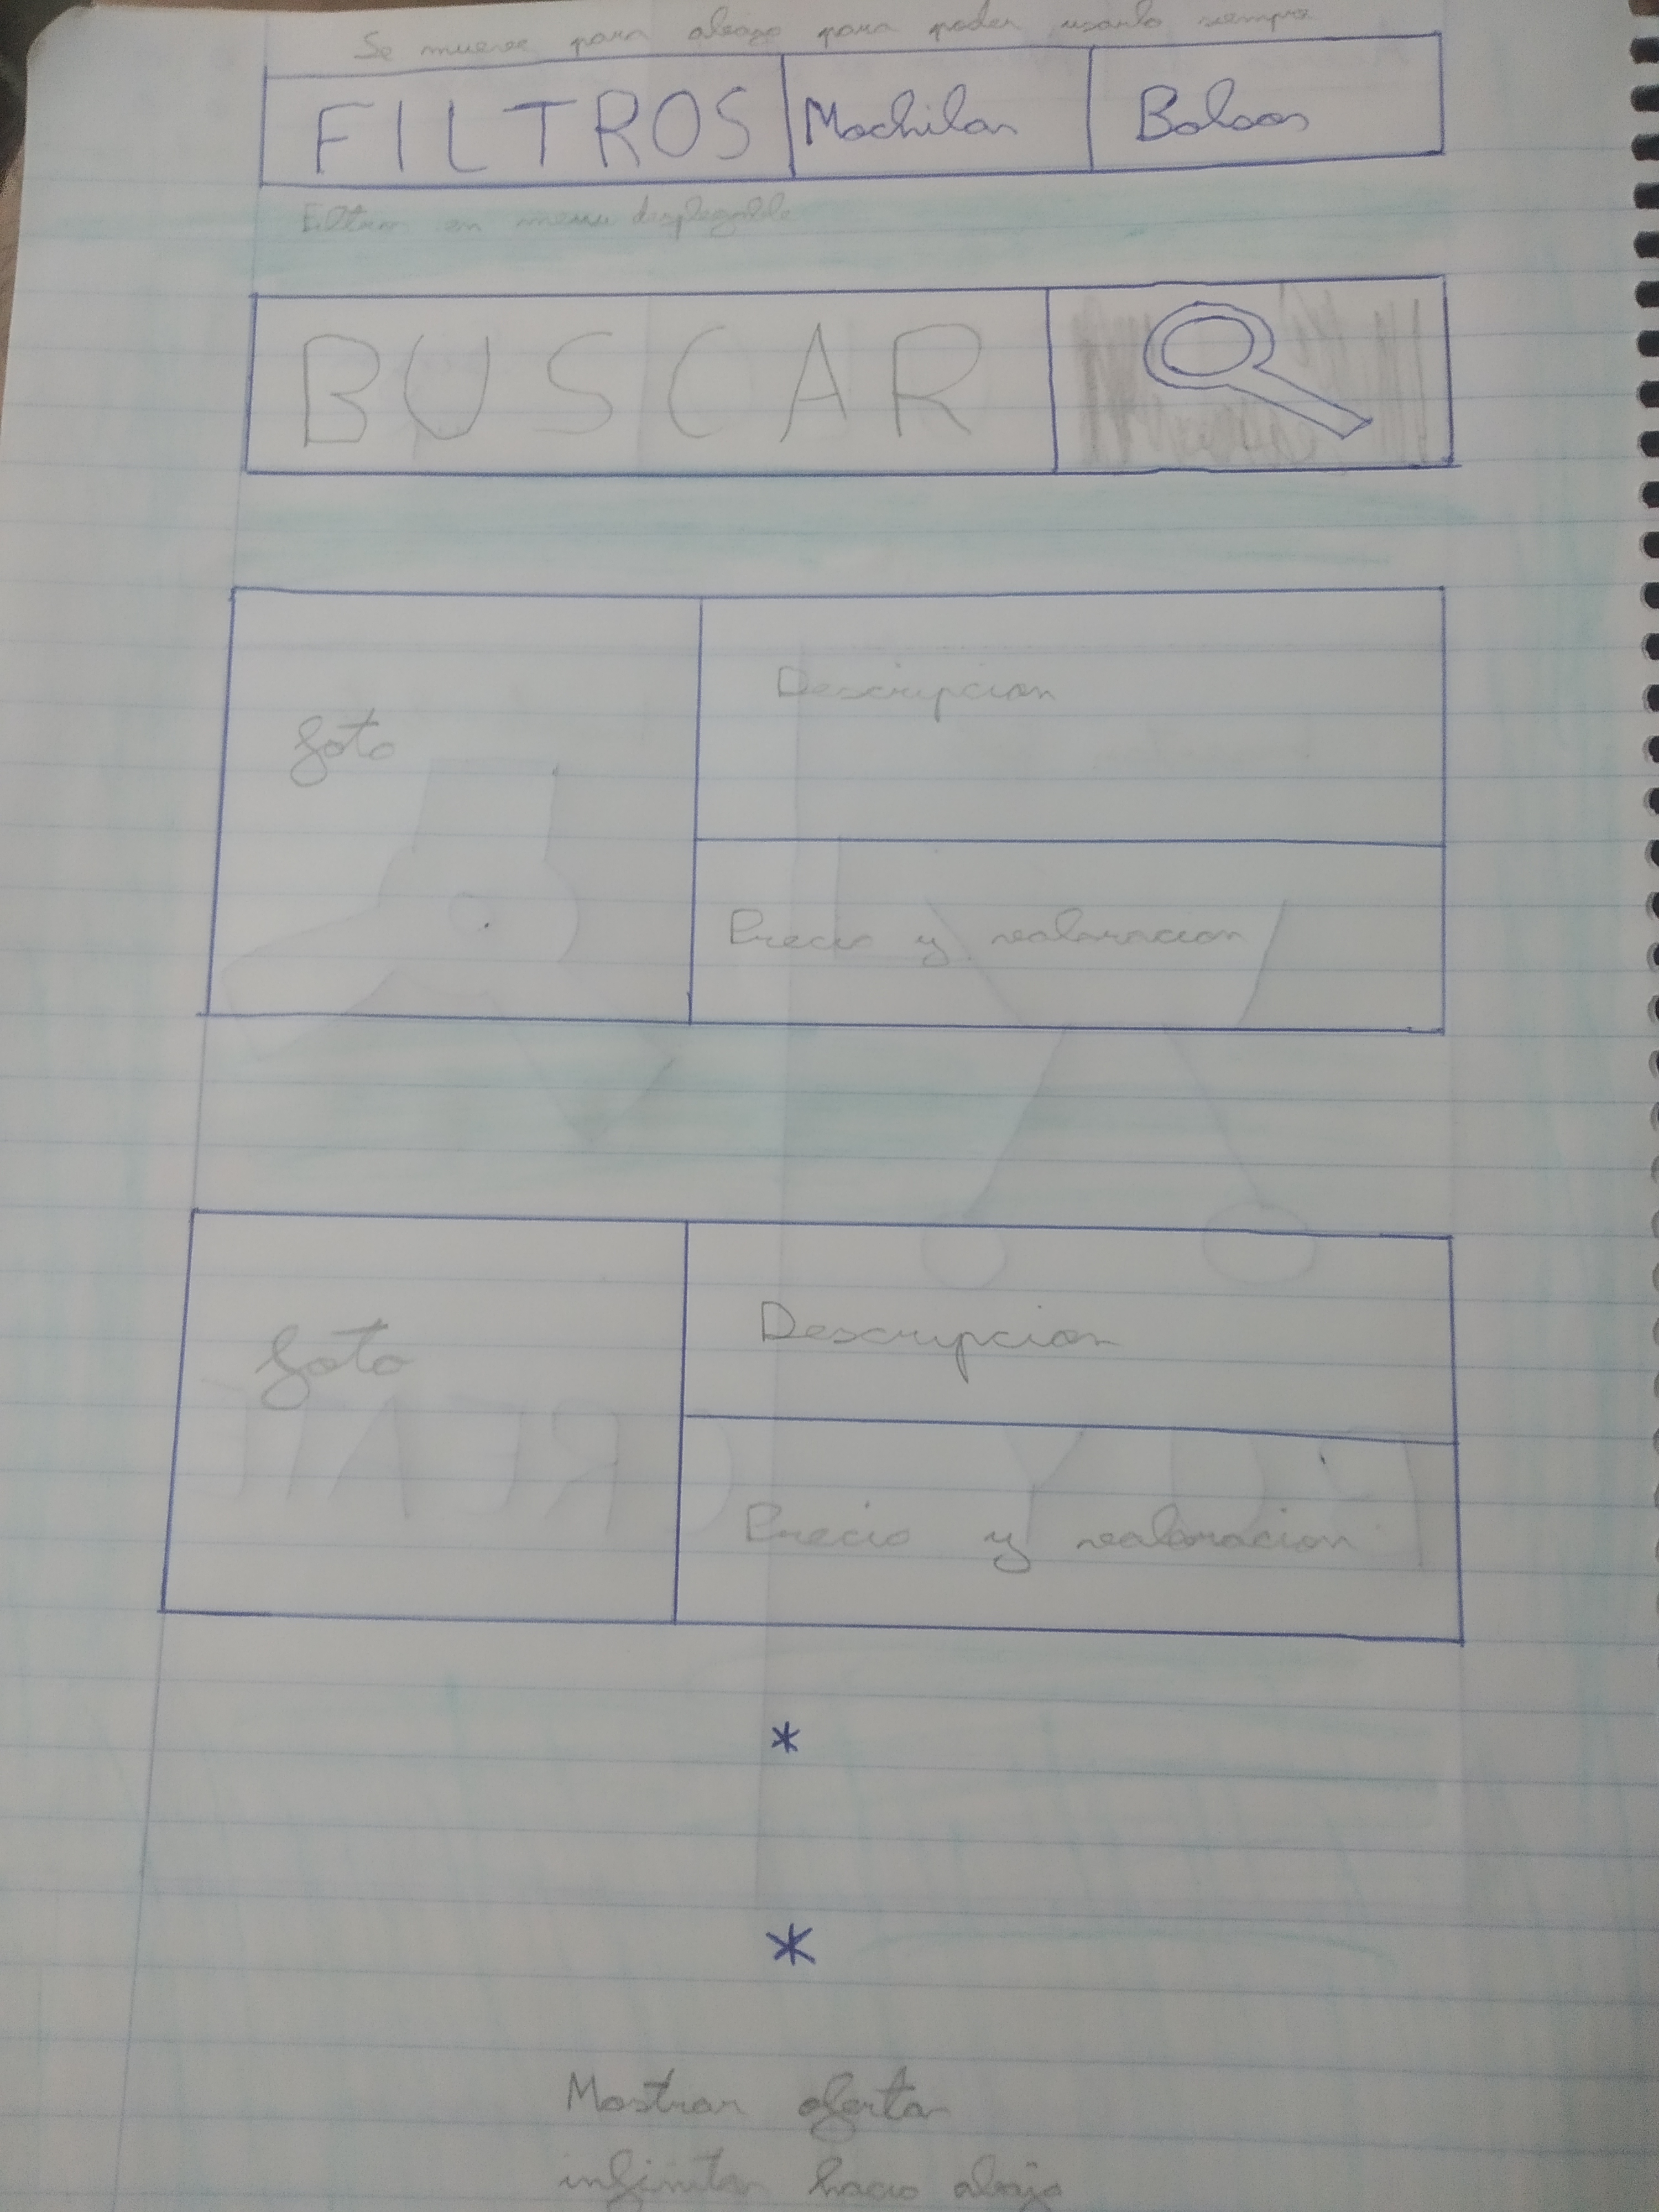 Se mueve para abajo para poder usarlo siempre
FILTROS Mochilas Bolsos
Filtros en menu desplegable
BUSCAR
foto
Descripcion
Precio y valoracion
foto
Descripcion
Precio y valoracion
*
*
Mostrar ofertas
infinitas hacia abajo